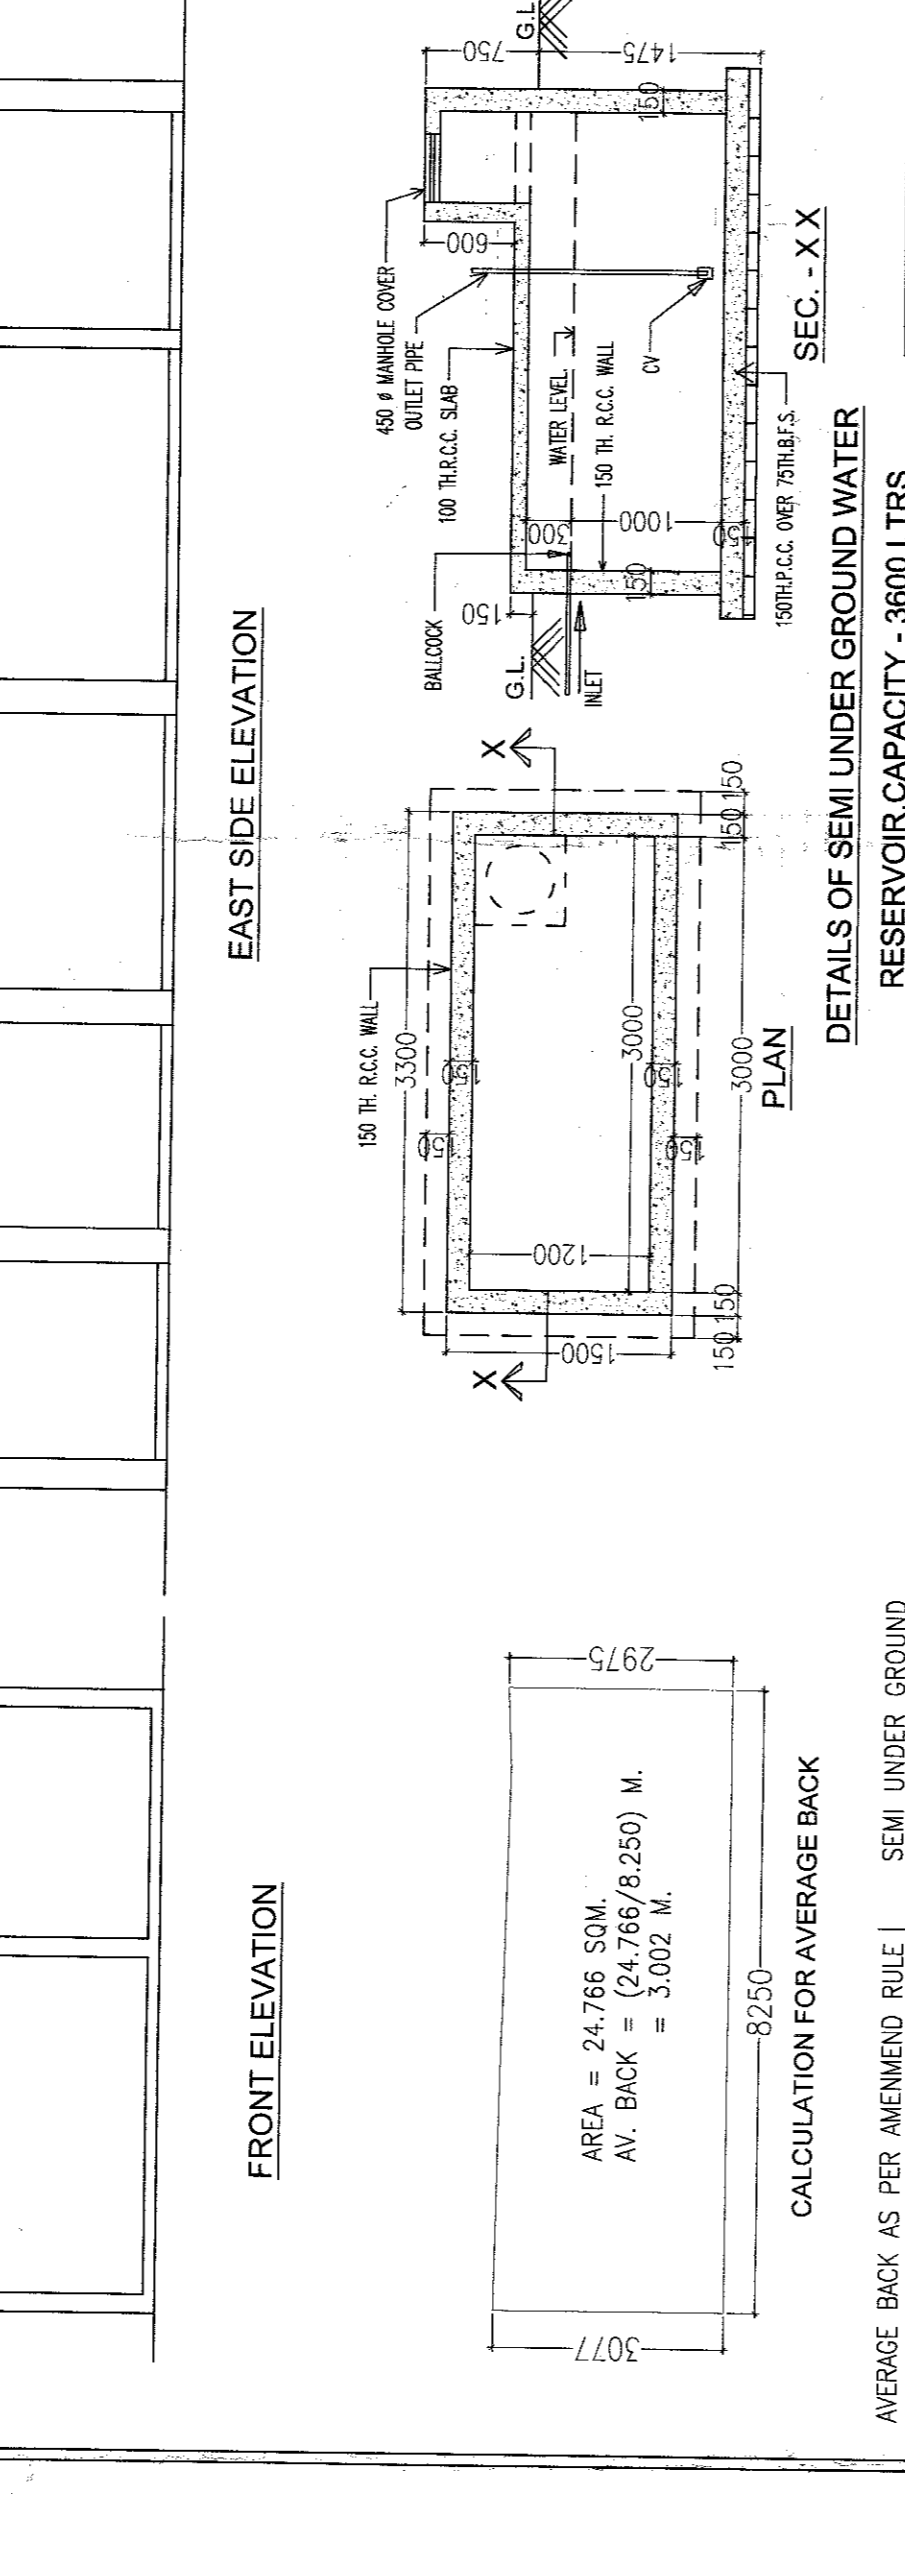 EAST SIDE ELEVATION
FRONT ELEVATION
450 ø MANHOLE COVER
OUTLET PIPE
100 TH.R.C.C. SLAB
BALLCOCK
WATER LEVEL
150 TH. R.C.C. WALL
CV
G.L.
G.L.
INLET
750
1475
600
150
300
1000
150
150
150
150TH.P.C.C. OVER 75TH.B.F.S.
SEC. - X X
150 TH. R.C.C. WALL
3300
150
150
3000
1200
1500
150
150
X
X
150 150
3000
150 150
PLAN
DETAILS OF SEMI UNDER GROUND WATER
RESERVOIR.CAPACITY - 3600 LTRS
3077
2975
AREA = 24.766 SQM.
AV. BACK = (24.766/8.250) M.
= 3.002 M.
8250
CALCULATION FOR AVERAGE BACK
AVERAGE BACK AS PER AMENMEND RULE
SEMI UNDER GROUND